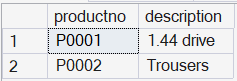 productno description
1 P0001 1.44 drive
2 P0002 Trousers